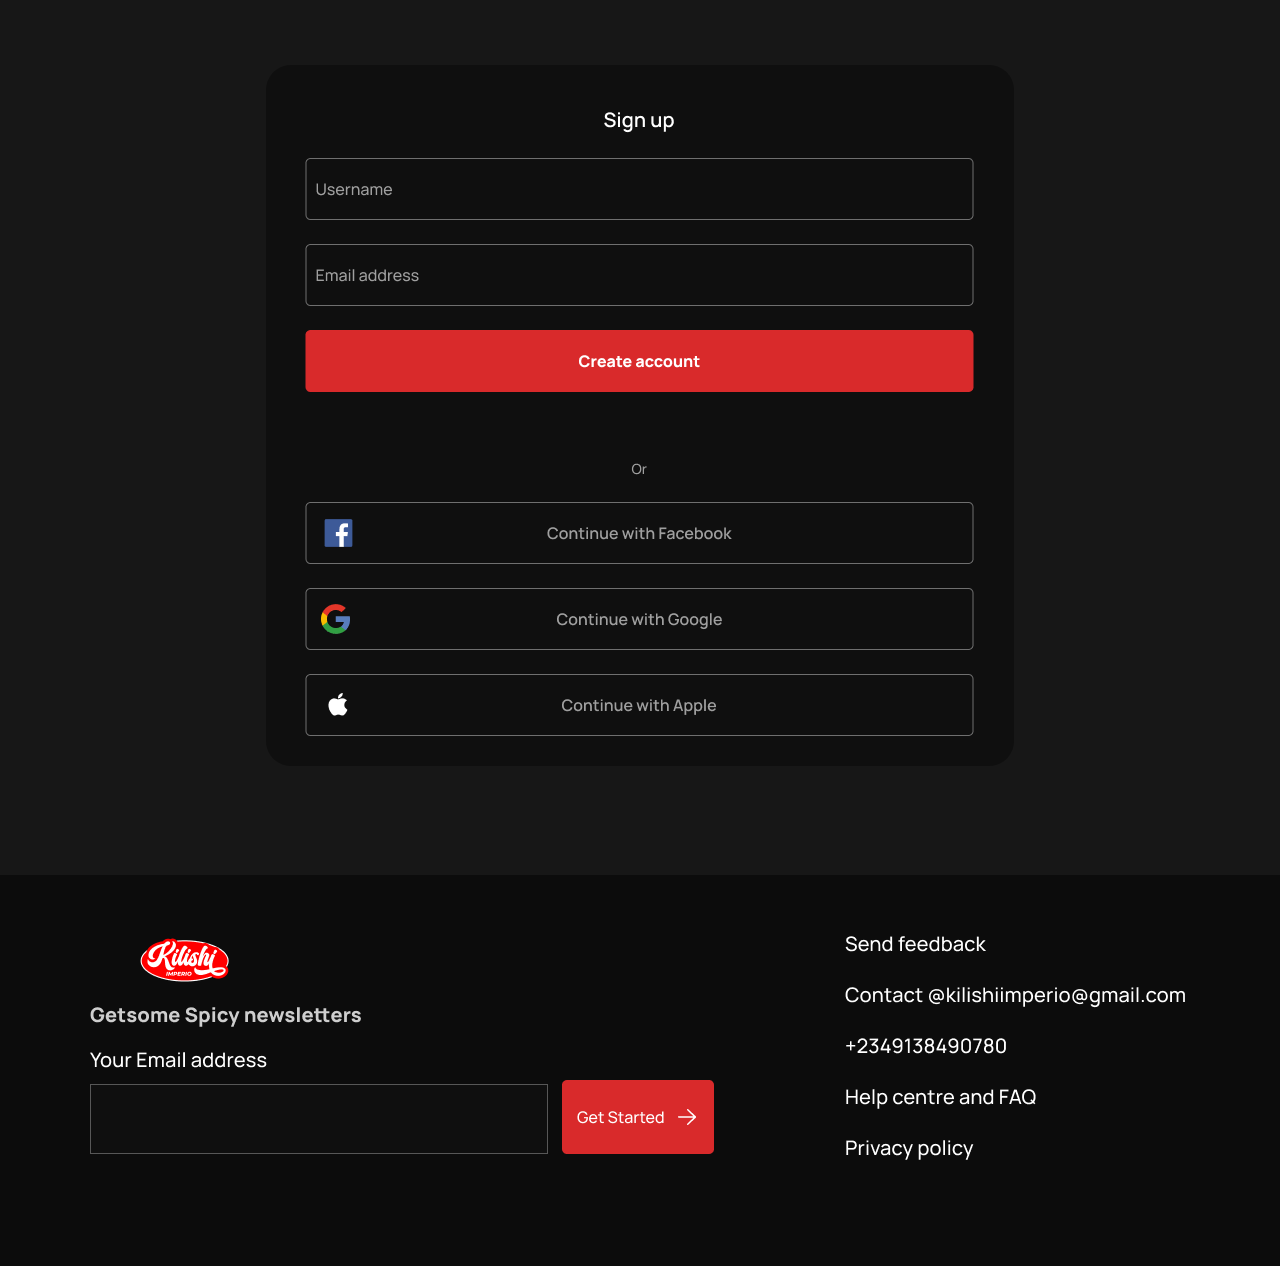 Sign up
Username
Email address
Create account
Or
Continue with Facebook
Continue with Google
Continue with Apple
Kilishi
IMPERIO
Getsome Spicy newsletters
Your Email address
Get Started
Send feedback
Contact @kilishiimperio@gmail.com
+2349138490780
Help centre and FAQ
Privacy policy